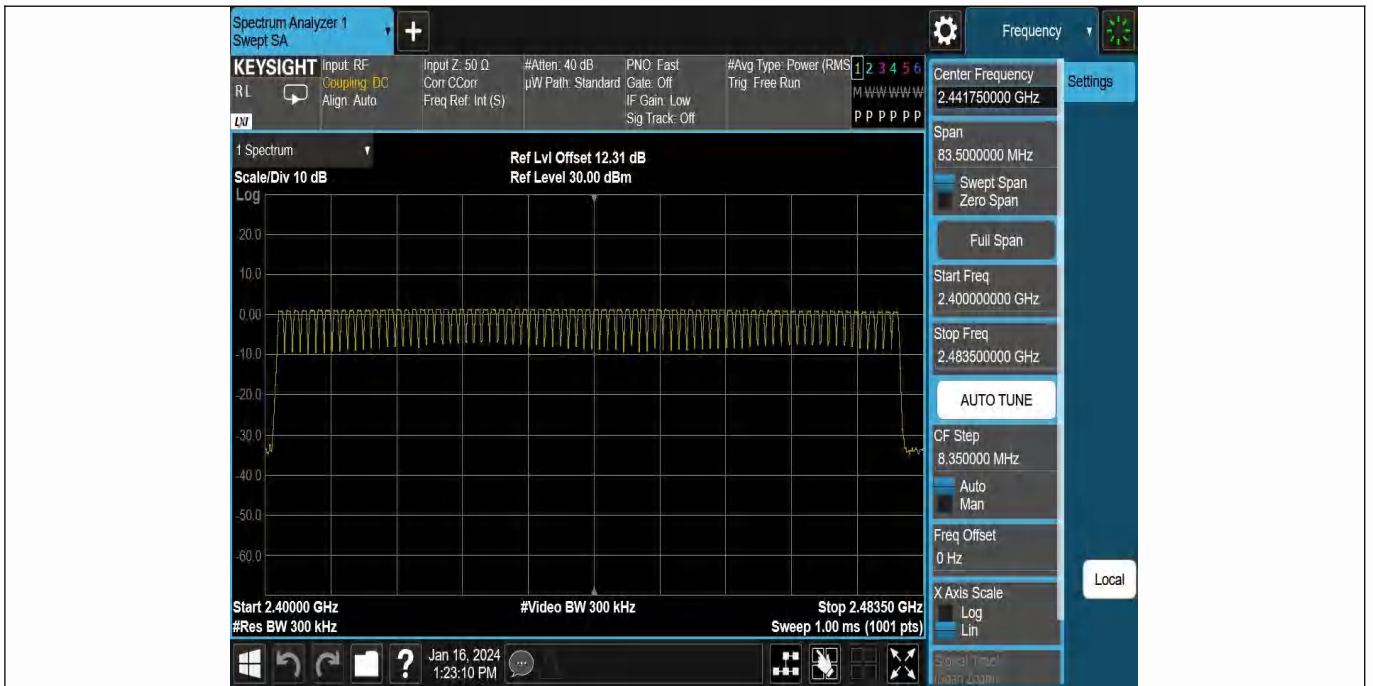 Spectrum Analyzer 1
Swept SA
+
Frequency
KEYSIGHT
RL
LXI
Input: RF
Coupling: DC
Align: Auto
Input Z: 50 Ω
Corr CCorr
Freq Ref: Int (S)
#Atten: 40 dB
µW Path: Standard
PNO: Fast
Gate: Off
IF Gain: Low
Sig Track: Off
#Avg Type: Power (RMS
Trig: Free Run
1 2 3 4 5 6
M W W W W W
P P P P P P
1 Spectrum
Scale/Div 10 dB
Log
Ref Lvl Offset 12.31 dB
Ref Level 30.00 dBm
20.0
10.0
0.00
-10.0
-20.0
-30.0
-40.0
-50.0
-60.0
Start 2.40000 GHz
#Res BW 300 kHz
#Video BW 300 kHz
Stop 2.48350 GHz
Sweep 1.00 ms (1001 pts)
Jan 16, 2024
1:23:10 PM
?
Center Frequency
2.441750000 GHz
Span
83.5000000 MHz
Swept Span
Zero Span
Full Span
Start Freq
2.400000000 GHz
Stop Freq
2.483500000 GHz
AUTO TUNE
CF Step
8.350000 MHz
Auto
Man
Freq Offset
0 Hz
X Axis Scale
Log
Lin
Signal Track
(Span Zoom)
Settings
Local